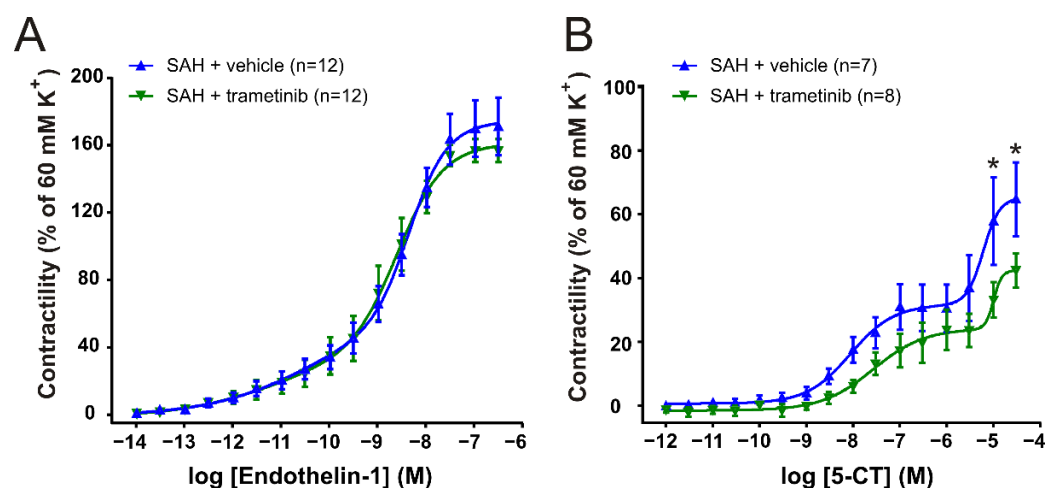 A
SAH + vehicle (n=12)
SAH + trametinib (n=12)
Contractility (% of 60 mM K⁺)
200
160
120
80
40
0
−14 −13 −12 −11 −10 −9 −8 −7 −6
log [Endothelin-1] (M)
B
SAH + vehicle (n=7)
SAH + trametinib (n=8)
Contractility (% of 60 mM K⁺)
100
80
60
40
20
0
* *
−12 −11 −10 −9 −8 −7 −6 −5 −4
log [5-CT] (M)